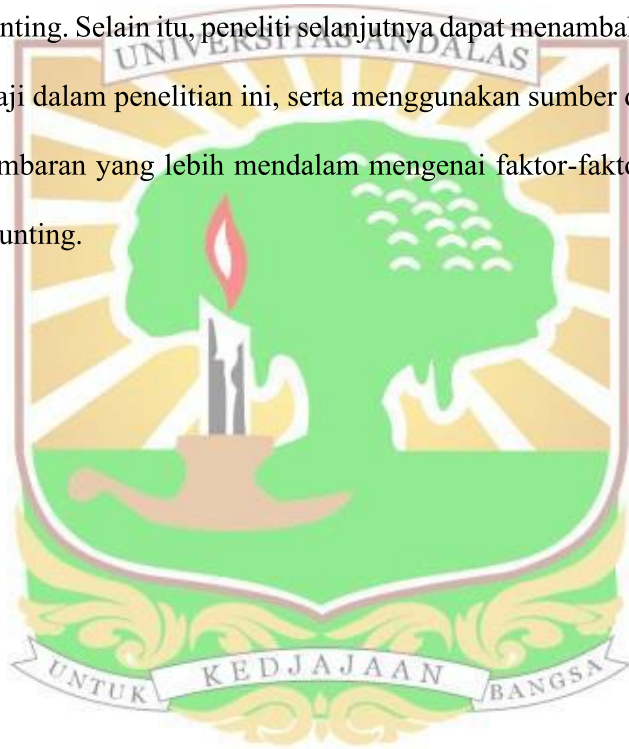 nting. Selain itu, peneliti selanjutnya dapat menambah
UNIVERSITAS ANDALAS
aji dalam penelitian ini, serta menggunakan sumber
mbaran yang lebih mendalam mengenai faktor-fakto
unting.
UNTUK KEDJAJAAN BANGSA